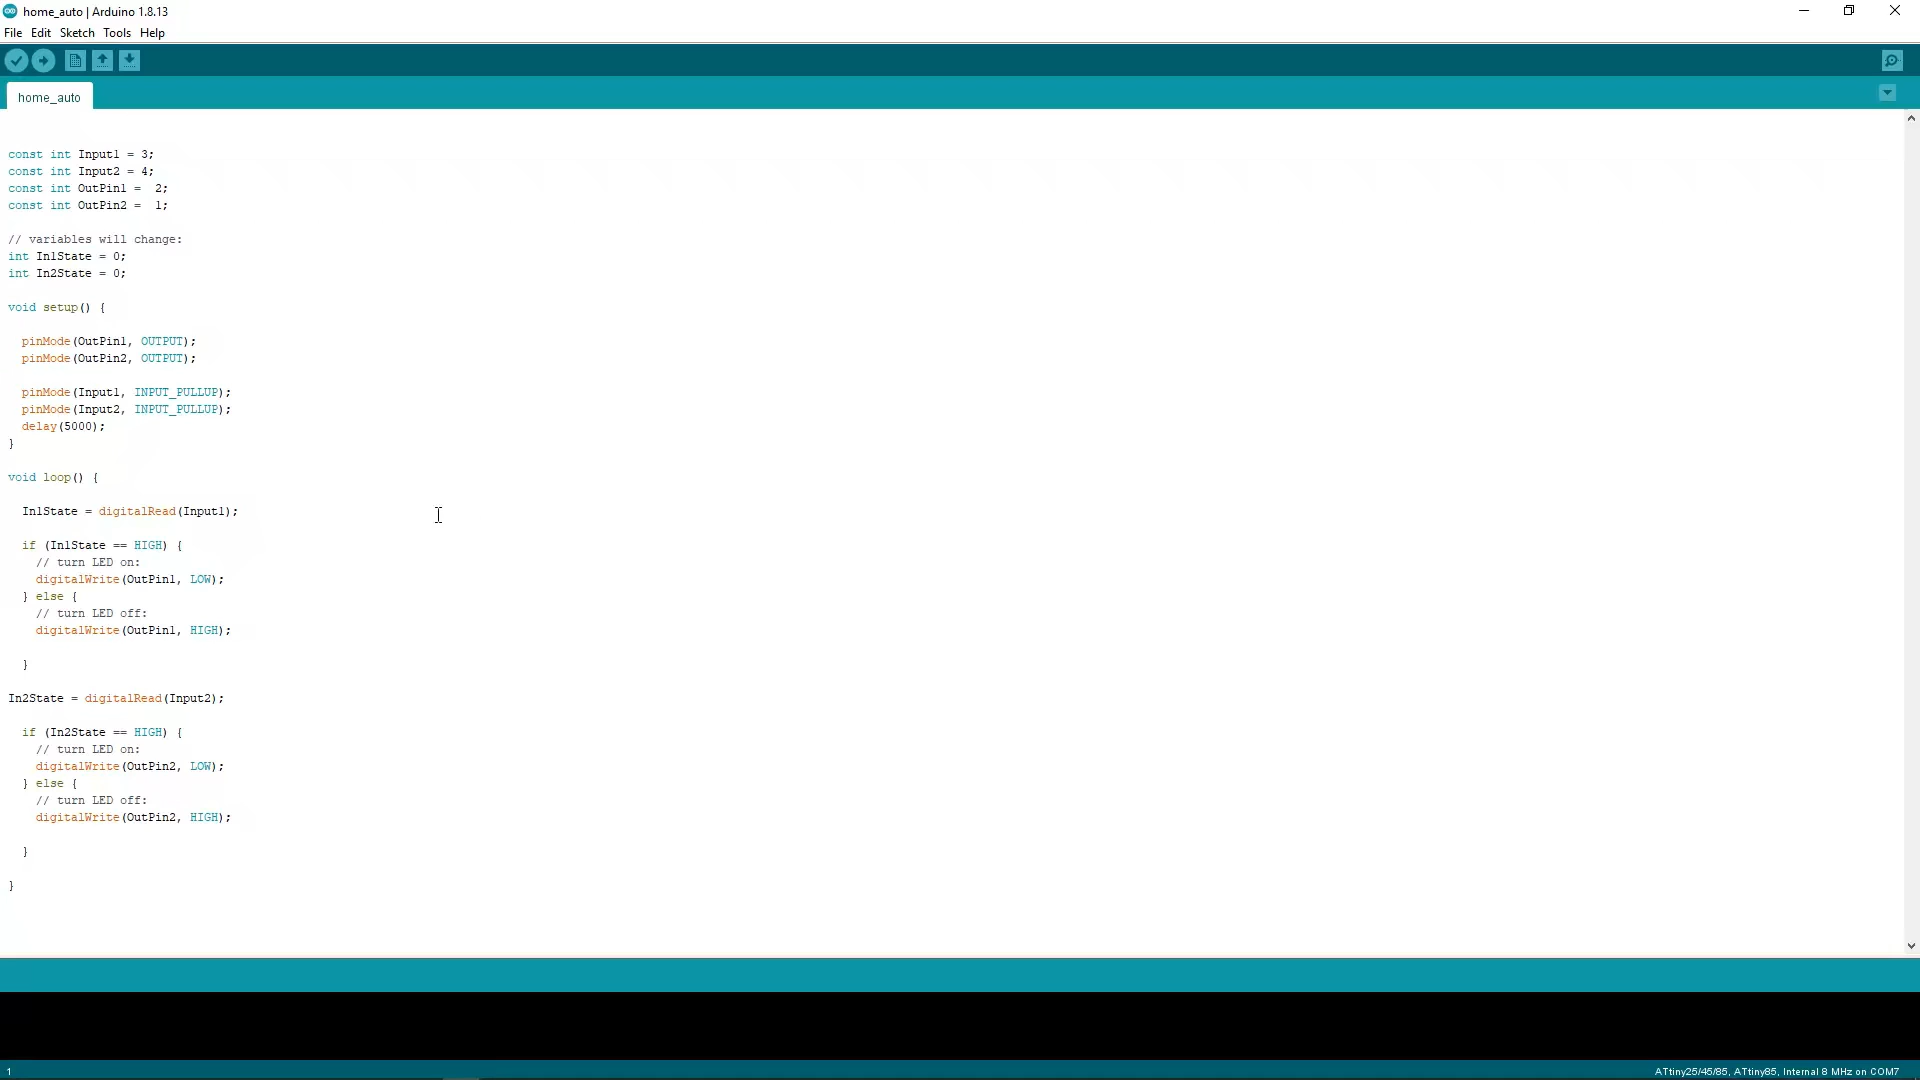 home_auto | Arduino 1.8.13
File Edit Sketch Tools Help
home_auto
const int Input1 = 3;
const int Input2 = 4;
const int OutPin1 =  2;
const int OutPin2 =  1;
// variables will change:
int In1State = 0;
int In2State = 0;
void setup() {
pinMode(OutPin1, OUTPUT);
pinMode(OutPin2, OUTPUT);
pinMode(Input1, INPUT_PULLUP);
pinMode(Input2, INPUT_PULLUP);
delay(5000);
}
void loop() {
In1State = digitalRead(Input1);
if (In1State == HIGH) {
// turn LED on:
digitalWrite(OutPin1, LOW);
} else {
// turn LED off:
digitalWrite(OutPin1, HIGH);
}
In2State = digitalRead(Input2);
if (In2State == HIGH) {
// turn LED on:
digitalWrite(OutPin2, LOW);
} else {
// turn LED off:
digitalWrite(OutPin2, HIGH);
}
}
1 ATtiny25/45/85, ATtiny85, Internal 8 MHz on COM7